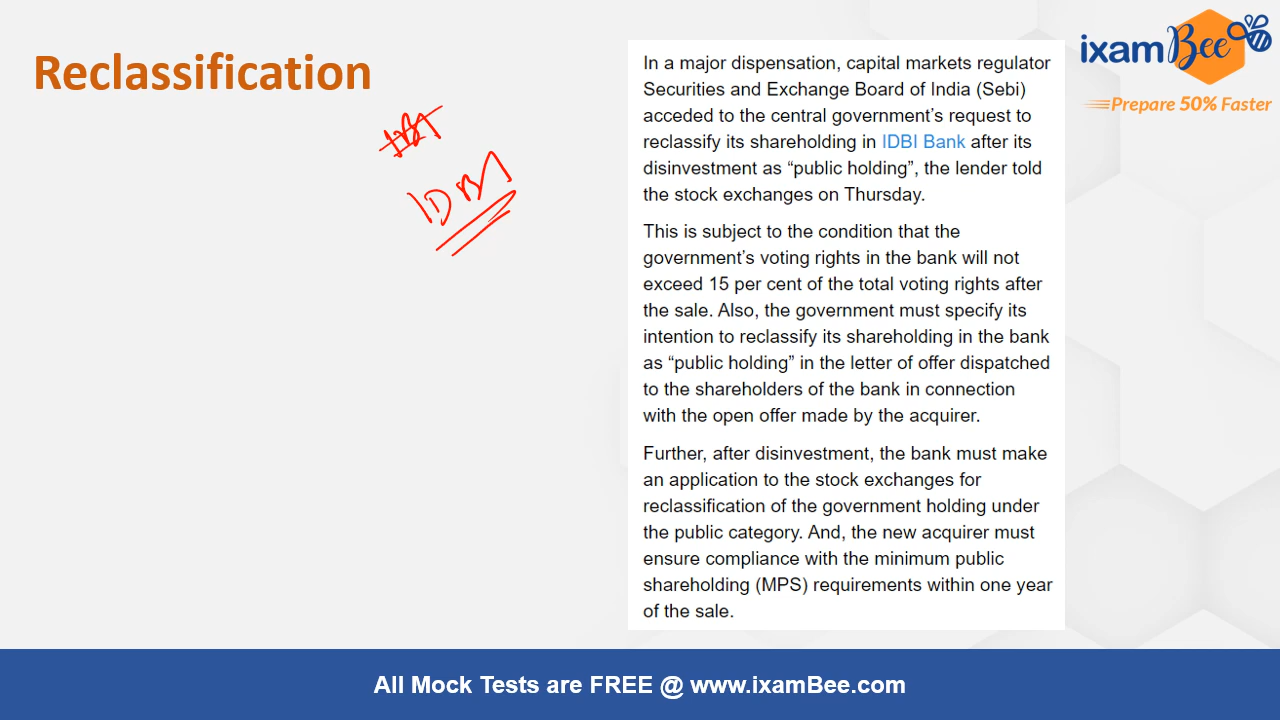 Reclassification
ixamBee
Prepare 50% Faster
IDBI
In a major dispensation, capital markets regulator
Securities and Exchange Board of India (Sebi)
acceded to the central government's request to
reclassify its shareholding in IDBI Bank after its
disinvestment as “public holding”, the lender told
the stock exchanges on Thursday.
This is subject to the condition that the
government's voting rights in the bank will not
exceed 15 per cent of the total voting rights after
the sale. Also, the government must specify its
intention to reclassify its shareholding in the bank
as “public holding” in the letter of offer dispatched
to the shareholders of the bank in connection
with the open offer made by the acquirer.
Further, after disinvestment, the bank must make
an application to the stock exchanges for
reclassification of the government holding under
the public category. And, the new acquirer must
ensure compliance with the minimum public
shareholding (MPS) requirements within one year
of the sale.
All Mock Tests are FREE @ www.ixamBee.com